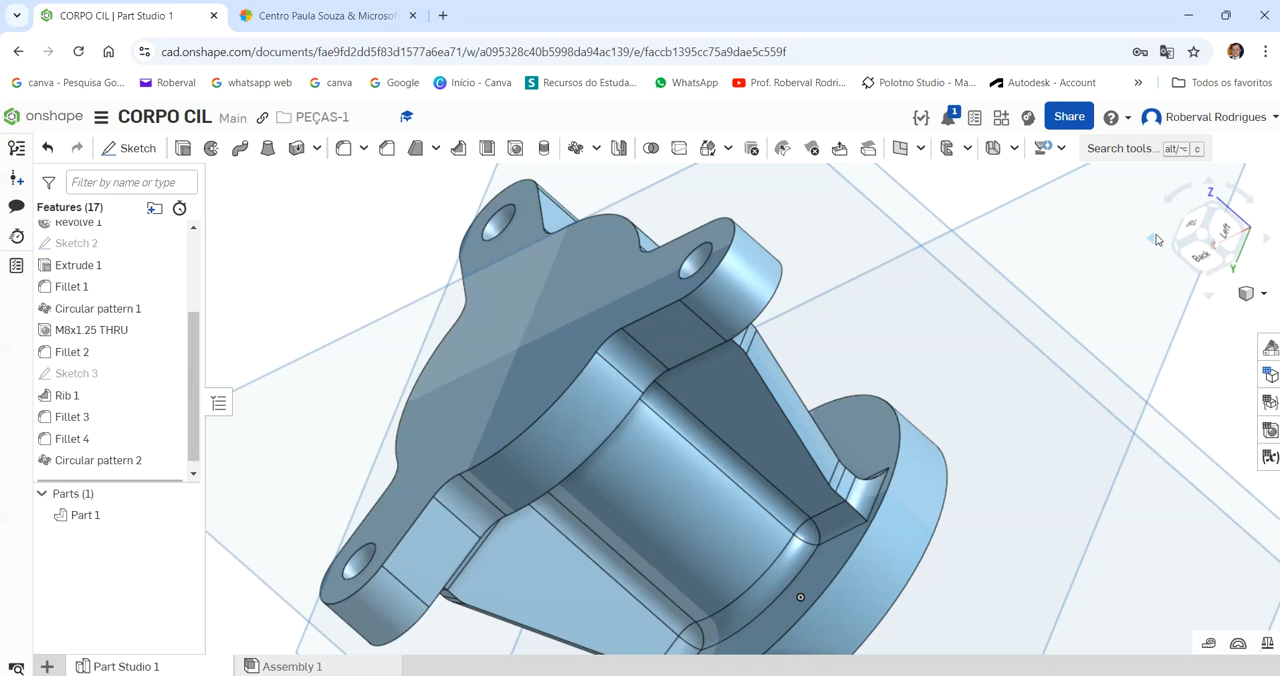 CORPO CIL | Part Studio 1
Centro Paula Souza & Microsof
cad.onshape.com/documents/fae9fd2dd5f83d1577a6ea71/w/a095328c40b5998da94ac139/e/faccb1395cc75a9dae5c559f
canva - Pesquisa Go... Roberval whatsapp web canva Google Início - Canva Recursos do Estuda... WhatsApp Prof. Roberval Rodri... Polotno Studio - Ma... Autodesk - Account » Todos os favoritos
onshape CORPO CIL Main PEÇAS-1 1 Share Roberval Rodrigues
Sketch Search tools... alt/⌥ c
Filter by name or type
Features (17)
Revolve 1
Sketch 2
Extrude 1
Fillet 1
Circular pattern 1
M8x1.25 THRU
Fillet 2
Sketch 3
Rib 1
Fillet 3
Fillet 4
Circular pattern 2
Parts (1)
Part 1
Z
Left
Back
X
Y
Part Studio 1
Assembly 1